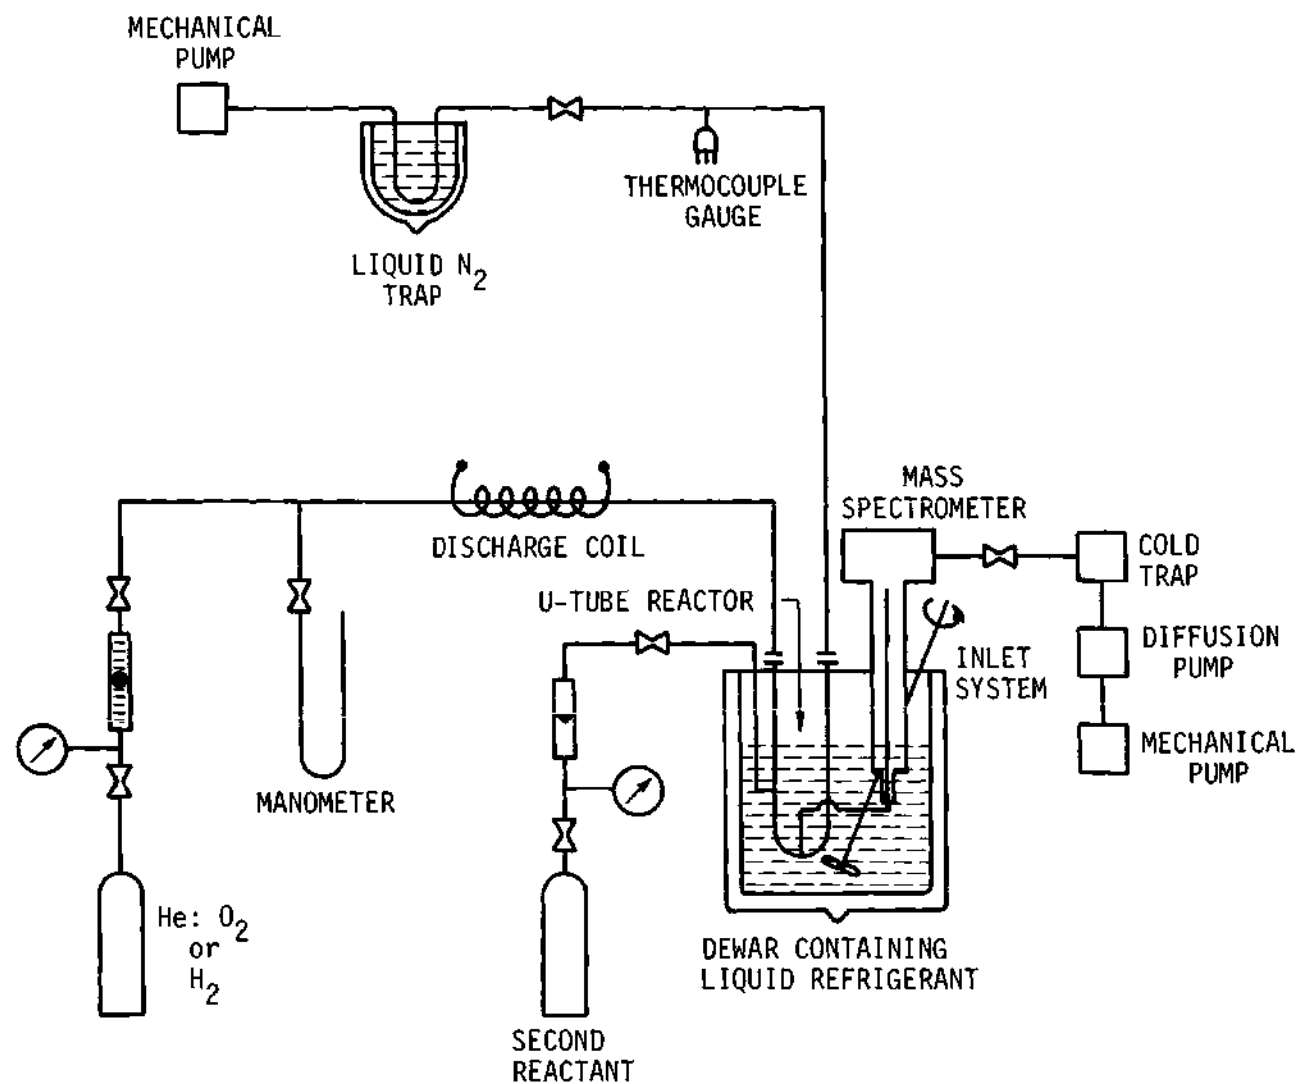 MECHANICAL
PUMP
THERMOCOUPLE
GAUGE
LIQUID N₂
TRAP
MASS
SPECTROMETER
DISCHARGE COIL
COLD
TRAP
U-TUBE REACTOR
DIFFUSION
PUMP
INLET
SYSTEM
MECHANICAL
PUMP
MANOMETER
He: O₂
or
H₂
DEWAR CONTAINING
LIQUID REFRIGERANT
SECOND
REACTANT